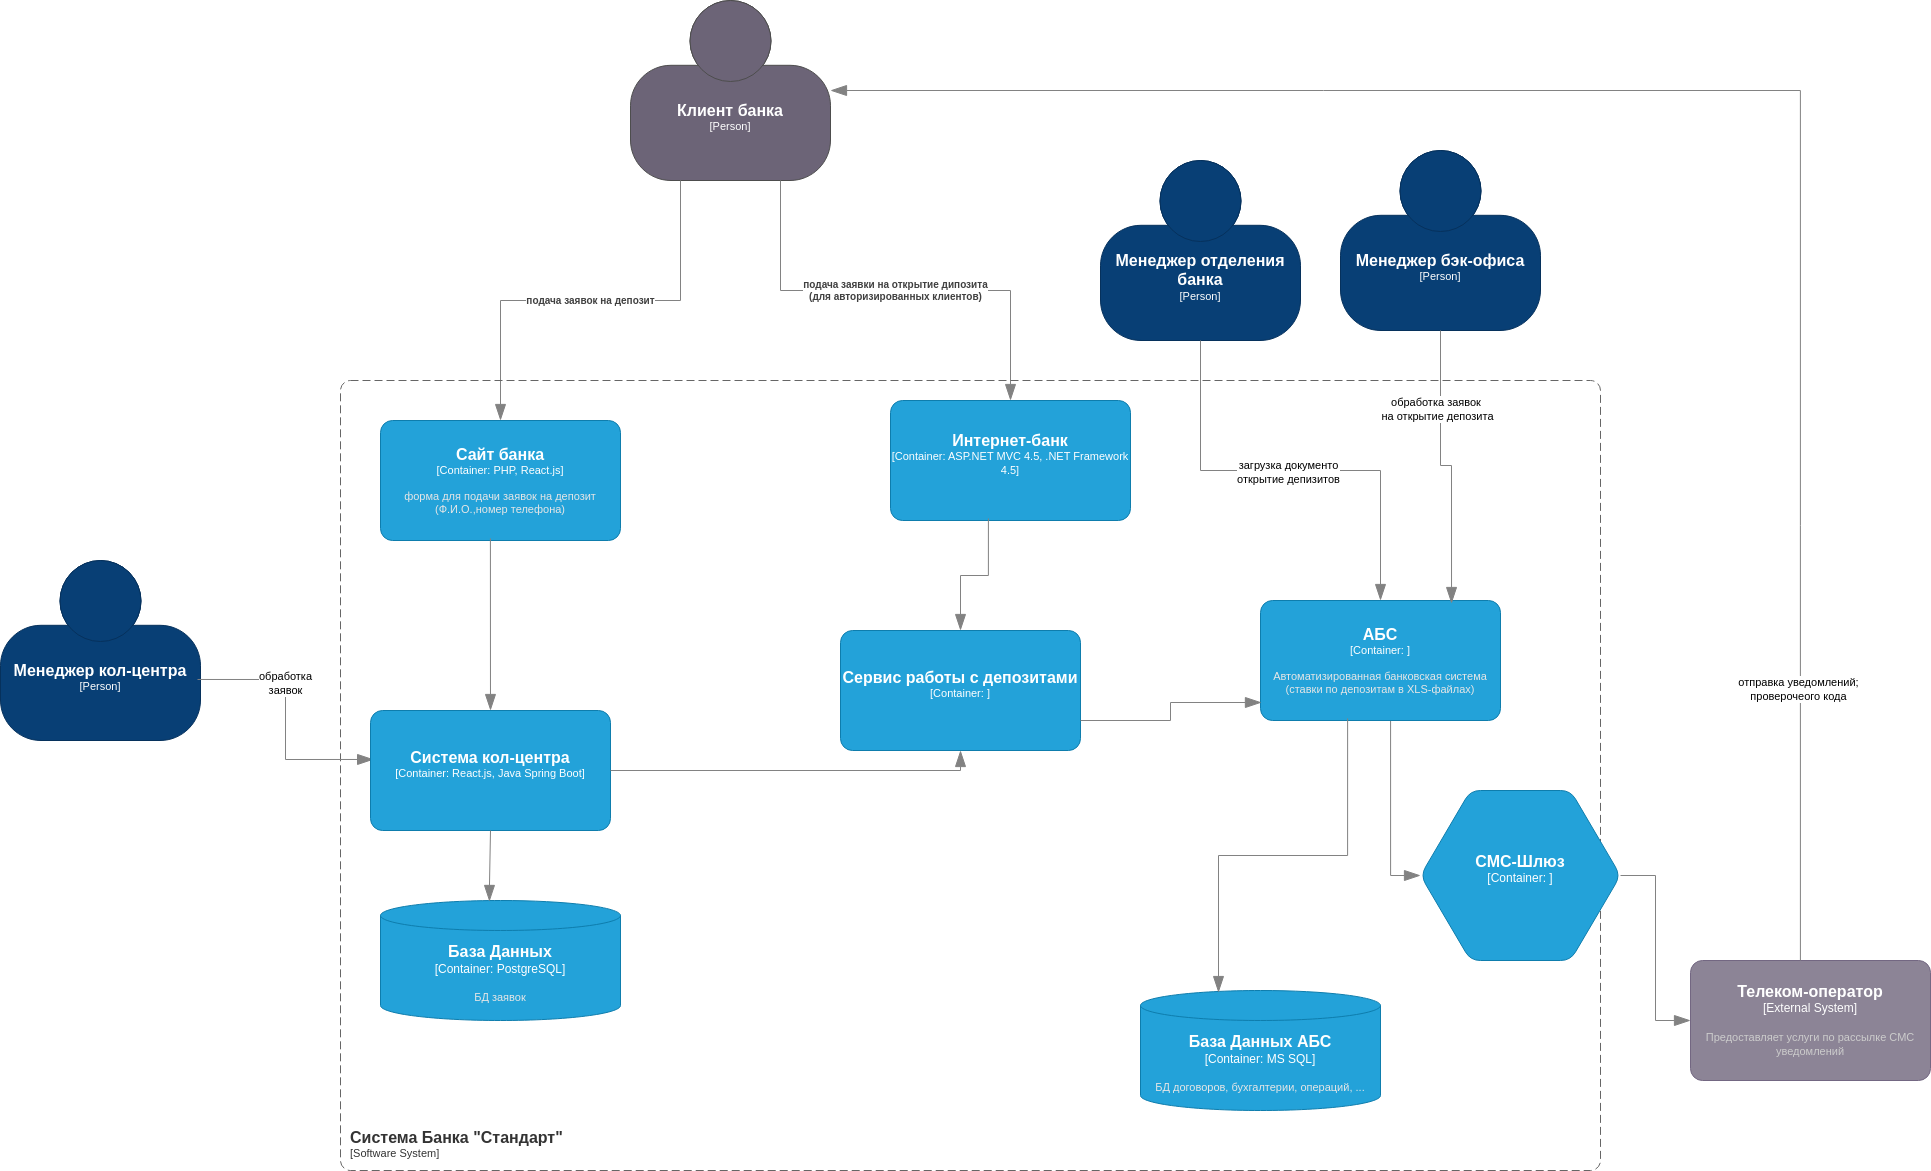 Клиент банка
[Person]
Менеджер отделения
банка
[Person]
Менеджер бэк-офиса
[Person]
подача заявок на депозит
подача заявки на открытие дипозита
(для авторизированных клиентов)
обработка заявок
на открытие депозита
загрузка документо
открытие депизитов
Сайт банка
[Container: PHP, React.js]
форма для подачи заявок на депозит
(Ф.И.О.,номер телефона)
Интернет-банк
[Container: ASP.NET MVC 4.5, .NET Framework
4.5]
Менеджер кол-центра
[Person]
обработка
заявок
Система кол-центра
[Container: React.js, Java Spring Boot]
Сервис работы с депозитами
[Container: ]
АБС
[Container: ]
Автоматизированная банковская система
(ставки по депозитам в XLS-файлах)
отправка уведомлений;
проверочеого кода
СМС-Шлюз
[Container: ]
База Данных
[Container: PostgreSQL]
БД заявок
База Данных АБС
[Container: MS SQL]
БД договоров, бухгалтерии, операций, ...
Телеком-оператор
[External System]
Предоставляет услуги по рассылке СМС
уведомлений
Система Банка "Стандарт"
[Software System]